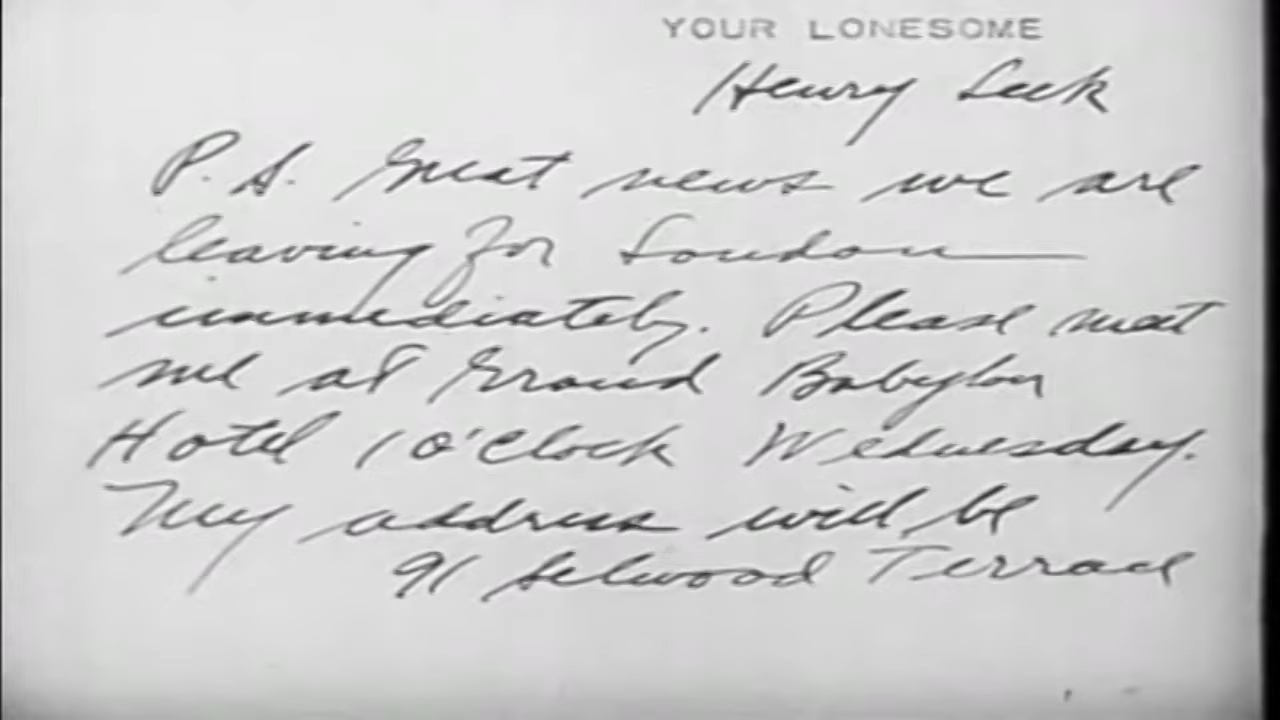 YOUR LONESOME
Henry Leek
P.S. Great news we are
leaving for London
immediately. Please meet
me at Grand Babylon
Hotel 1 o'clock Wednesday.
My address will be
91 Selwood Terrace